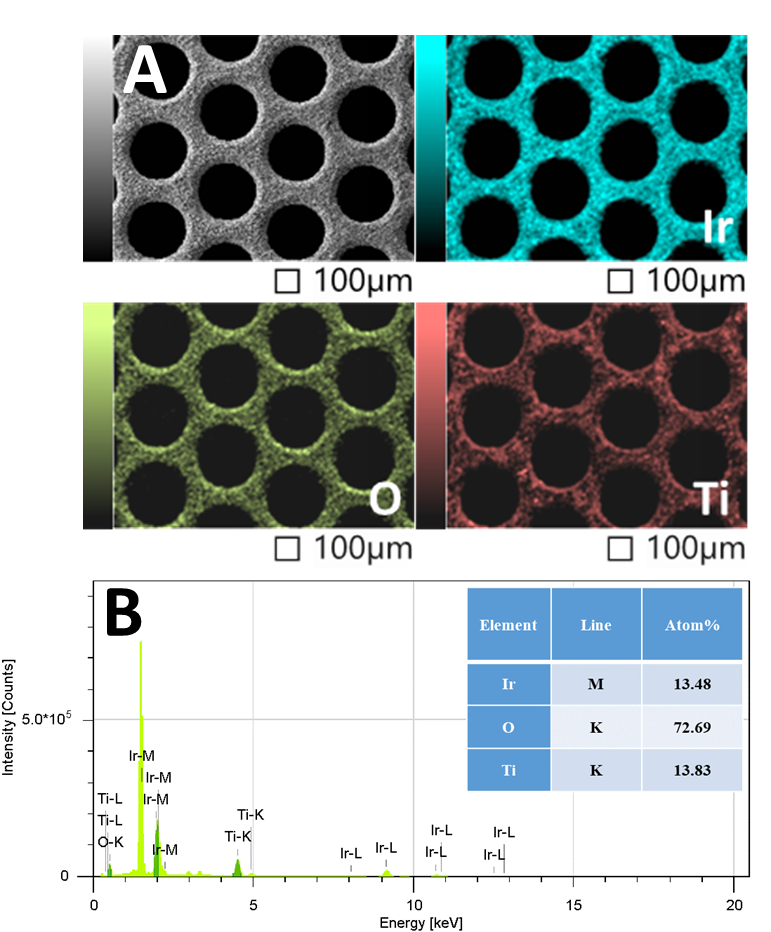 A
Ir
100µm
100µm
O
Ti
100µm
100µm
B
Element Line Atom%
Ir M 13.48
O K 72.69
Ti K 13.83
Intensity [Counts]
5.0*10⁵
0
Ir-M
Ir-M
Ir-M
Ir-M
Ti-L
Ti-L
O-K
Ti-K
Ti-K
Ir-L
Ir-L
Ir-L
Ir-L
Ir-L
Ir-L
0 5 10 15 20
Energy [keV]